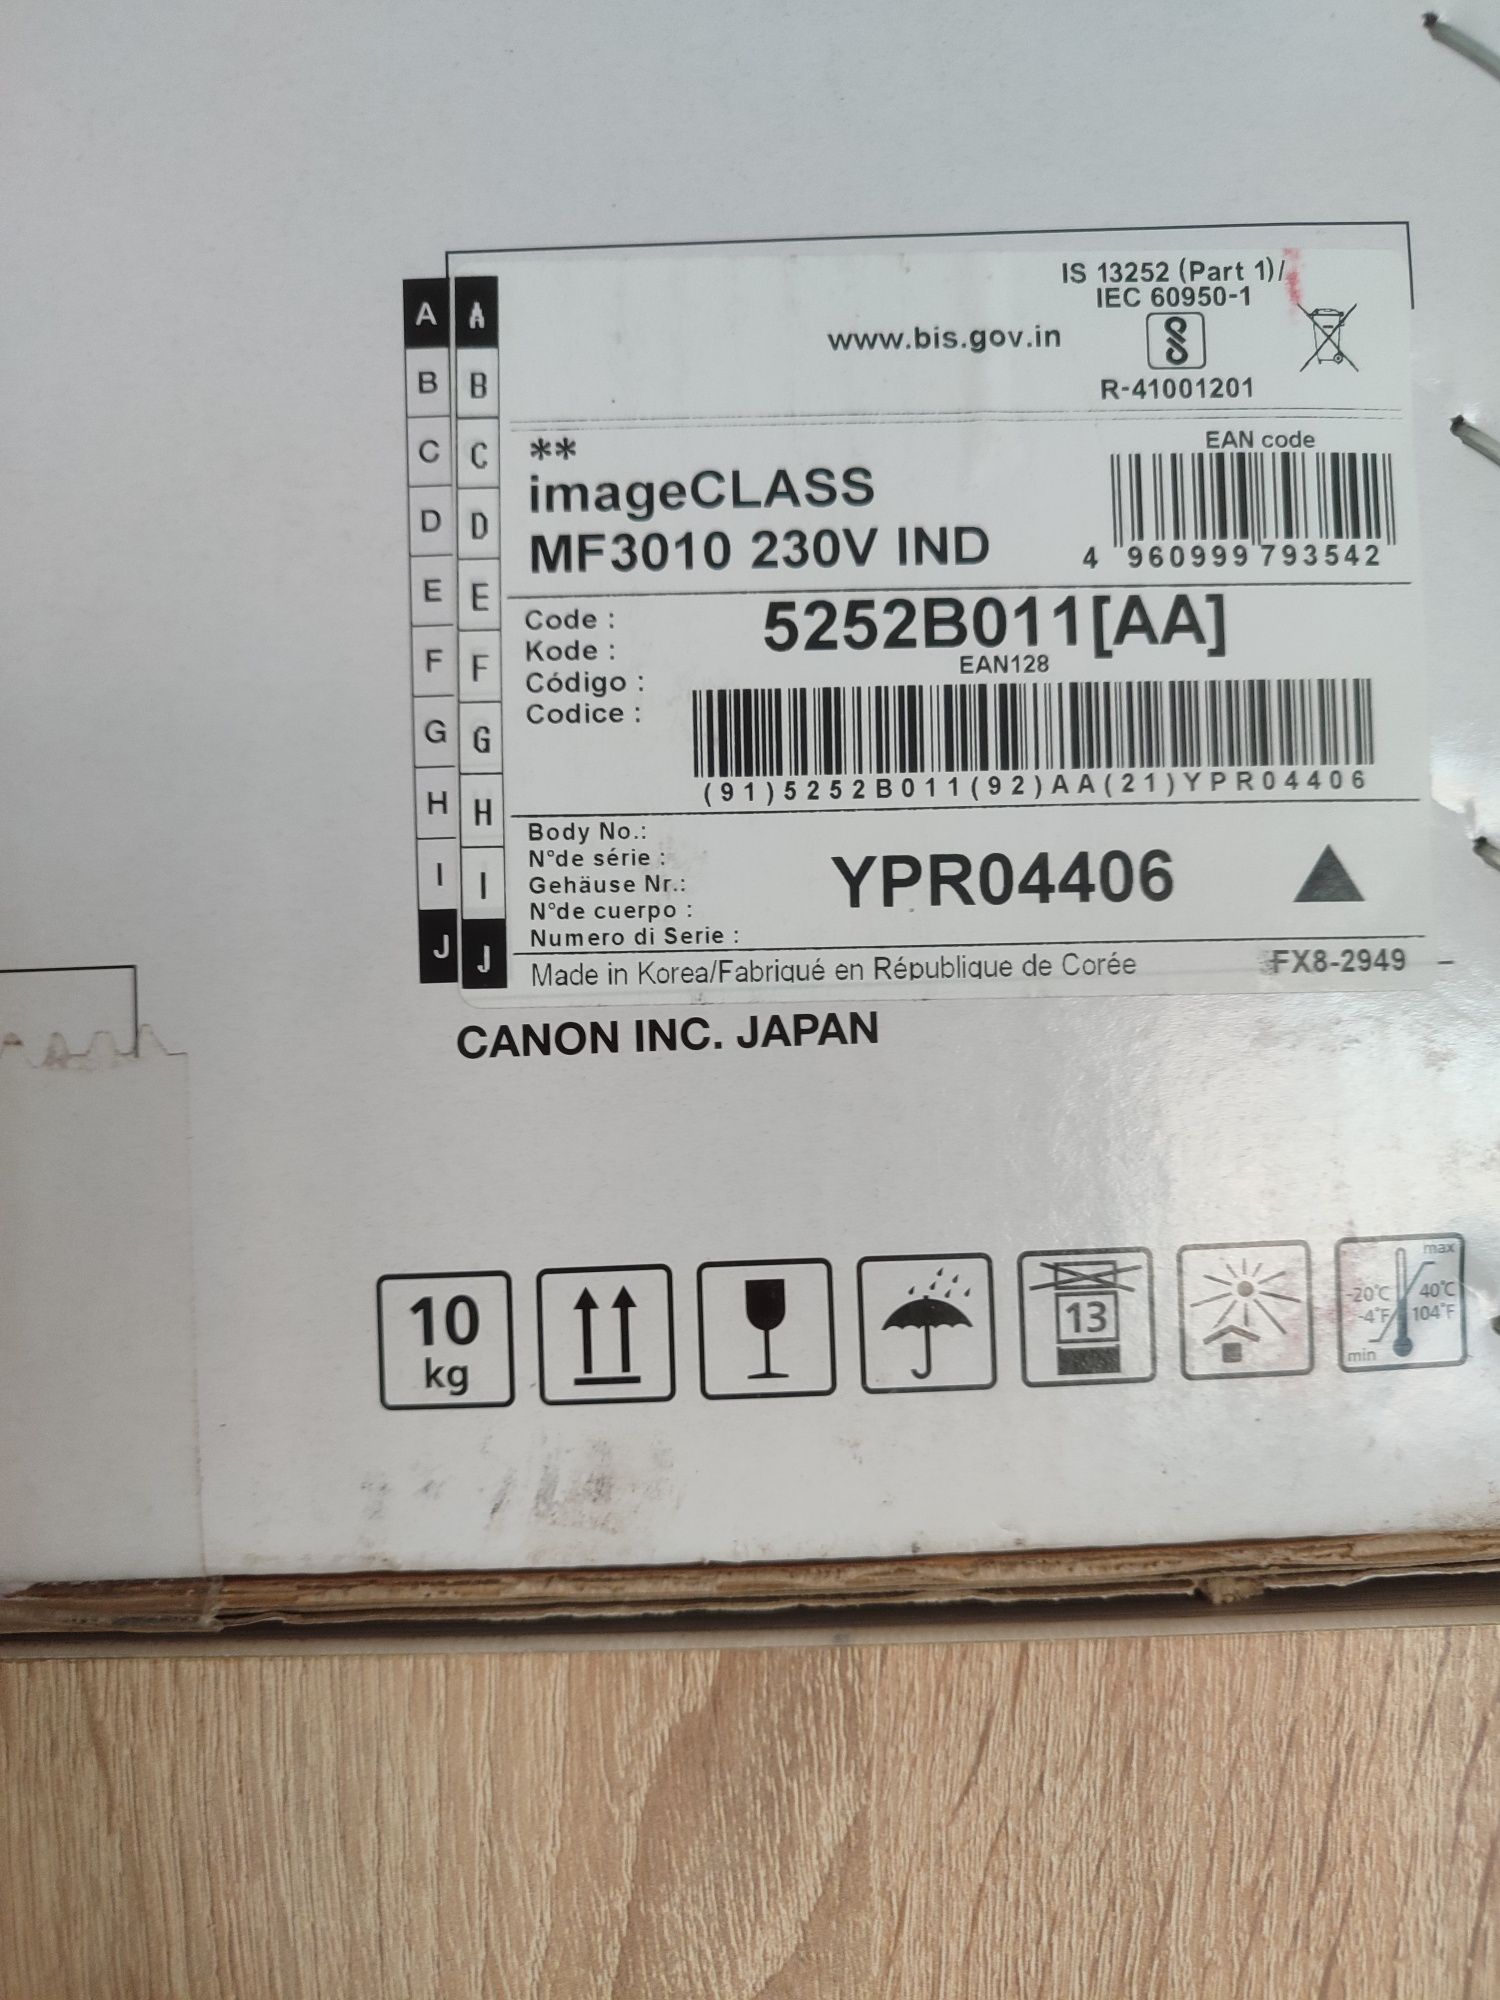 IS 13252 (Part 1)/
IEC 60950-1
www.bis.gov.in
R-41001201
A A
B B
C C
D D
E E
F F
G G
H H
I I
J J
**
imageCLASS
MF3010 230V IND
EAN code
4 960999 793542
Code :
Kode :
Código :
Codice :
5252B011[AA]
EAN128
(91)5252B011(92)AA(21)YPR04406
Body No.:
N°de série :
Gehäuse Nr.:
N°de cuerpo :
Numero di Serie :
YPR04406
Made in Korea/Fabriqué en République de Corée
FX8-2949 –
CANON INC. JAPAN
10
kg
13
max
-20°C 40°C
-4°F 104°F
min